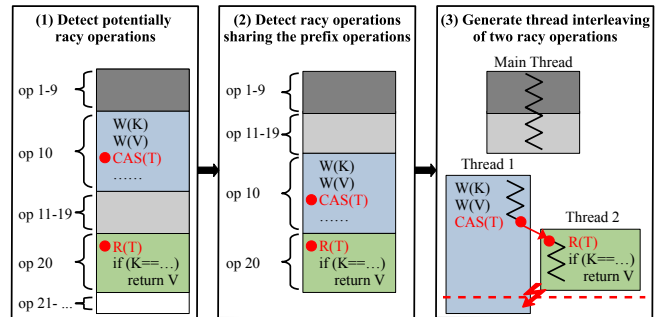 (1) Detect potentially
racy operations
op 1-9
op 10
W(K)
W(V)
CAS(T)
......
op 11-19
op 20
R(T)
if (K==...)
return V
op 21- ...
(2) Detect racy operations
sharing the prefix operations
op 1-9
op 11-19
op 10
W(K)
W(V)
CAS(T)
......
op 20
R(T)
if (K==...)
return V
(3) Generate thread interleaving
of two racy operations
Main Thread
Thread 1
W(K)
W(V)
CAS(T)
Thread 2
R(T)
if (K==...)
return V